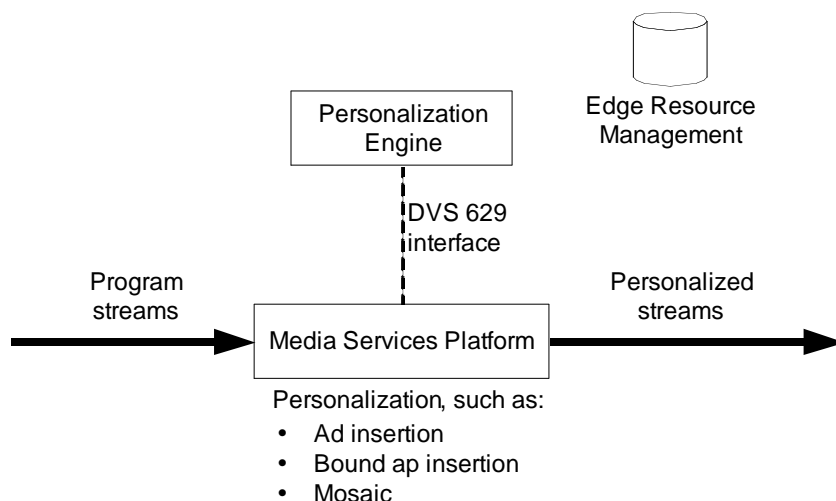 Edge Resource
Management
Personalization
Engine
DVS 629
interface
Program
streams
Personalized
streams
Media Services Platform
Personalization, such as:
• Ad insertion
• Bound ap insertion
• Mosaic